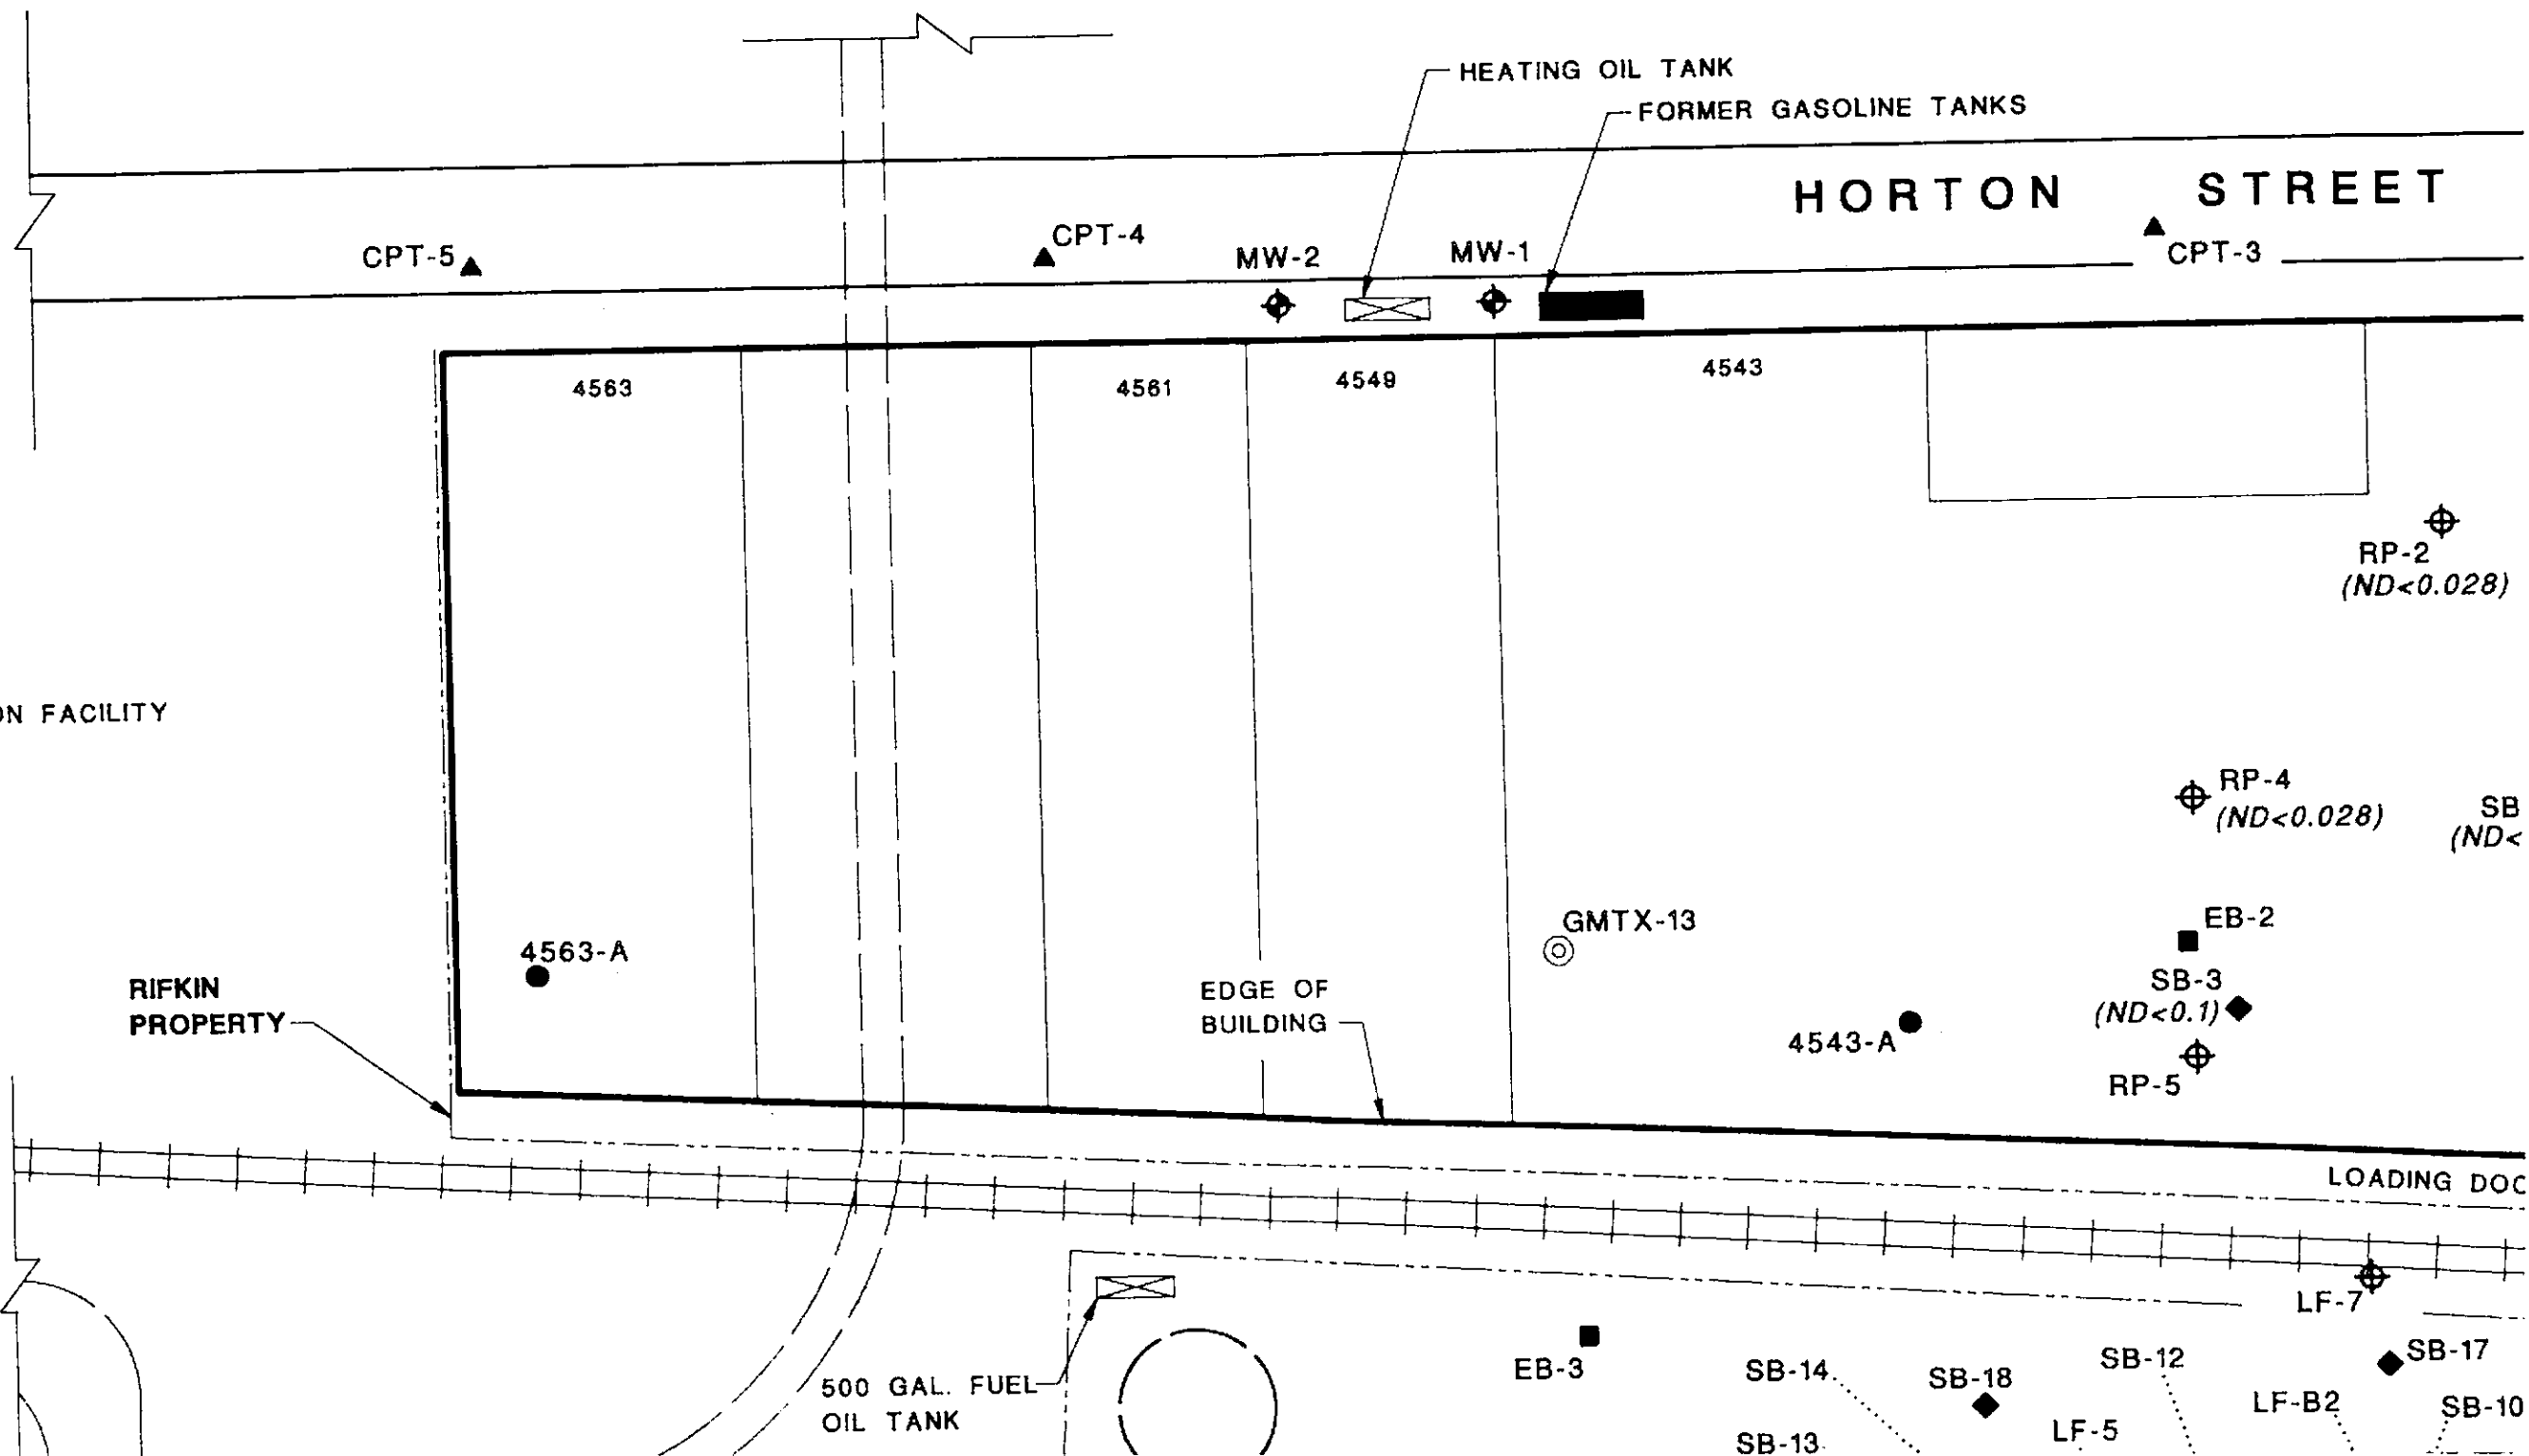 HEATING OIL TANK
FORMER GASOLINE TANKS
HORTON STREET
CPT-5
CPT-4
MW-2
MW-1
CPT-3
4563
4561
4549
4543
RP-2
(ND<0.028)
ON FACILITY
RP-4
(ND<0.028)
SB
(ND<
GMTX-13
EB-2
4563-A
SB-3
(ND<0.1)
RIFKIN
PROPERTY
EDGE OF
BUILDING
4543-A
RP-5
LOADING DOC
LF-7
EB-3
SB-14
SB-18
SB-12
SB-17
500 GAL. FUEL
OIL TANK
LF-B2
SB-10
SB-13
LF-5